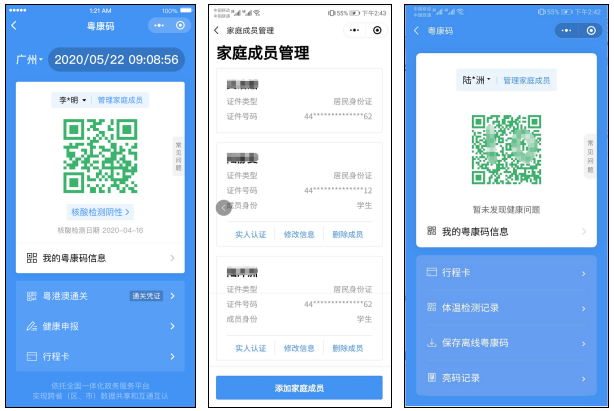 1:21 AM
100%
粤康码
广州
2020/05/22 09:08:56
李*明
管理家庭成员
常见问题
核酸检测阴性 >
核酸检测日期 2020-04-16
我的粤康码信息
粤港澳通关
通关凭证
健康申报
行程卡
依托全国一体化政务服务平台
实现跨省（区、市）数据共享和互通互认
55%
下午2:43
家庭成员管理
家庭成员管理
证件类型
居民身份证
证件号码
44**************62
证件类型
居民身份证
证件号码
44**************12
成员身份
学生
实人认证
修改信息
删除成员
证件类型
居民身份证
证件号码
44**************62
成员身份
学生
实人认证
修改信息
删除成员
添加家庭成员
55%
下午2:42
粤康码
陆*洲
管理家庭成员
常见问题
暂未发现健康问题
我的粤康码信息
行程卡
体温检测记录
保存离线粤康码
亮码记录